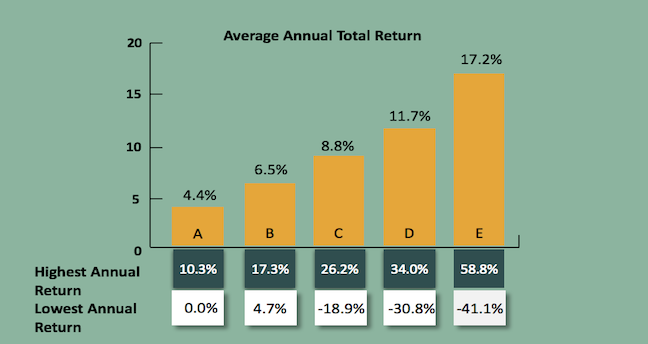 Average Annual Total Return
20
15
10
5
0
4.4%
6.5%
8.8%
11.7%
17.2%
A B C D E
Highest Annual
Return
10.3% 17.3% 26.2% 34.0% 58.8%
Lowest Annual
Return
0.0% 4.7% -18.9% -30.8% -41.1%